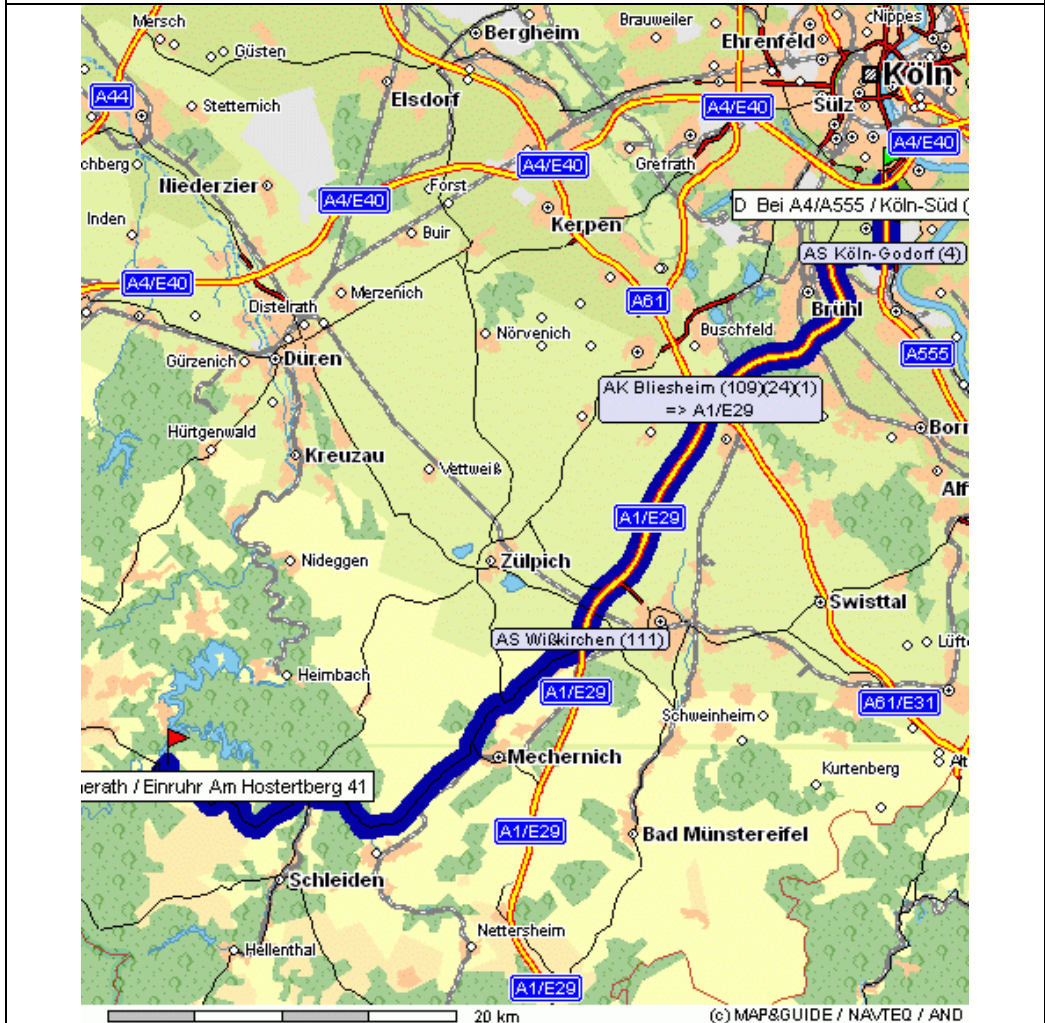 Mersch
Güsten
Bergheim
Brauweiler
Nippes
Ehrenfeld
Köln
A44
Stetternich
Elsdorf
A4/E40
Sülz
A4/E40
chberg
A4/E40
Grefrath
Niederzier
Forst
A4/E40
D Bei A4/A555 / Köln-Süd (
Inden
Buir
Kerpen
AS Köln-Godorf (4)
A4/E40
Merzenich
A61
Distelrath
Brühl
Nörvenich
Buschfeld
Gürzenich
Düren
A555
AK Bliesheim (109)(24)(1)
=> A1/E29
Hürtgenwald
Born
Kreuzau
Vettweiß
Alf
A1/E29
Nideggen
Zülpich
Swisttal
AS Wißkirchen (111)
Lüft
Heimbach
A1/E29
A61/E31
Schweinheim
Mechernich
Alt
Kurtenberg
erath / Einruhr Am Hostertberg 41
A1/E29
Bad Münstereifel
Schleiden
Nettersheim
Hellenthal
A1/E29
20 km
(c) MAP&GUIDE / NAVTEQ / AND